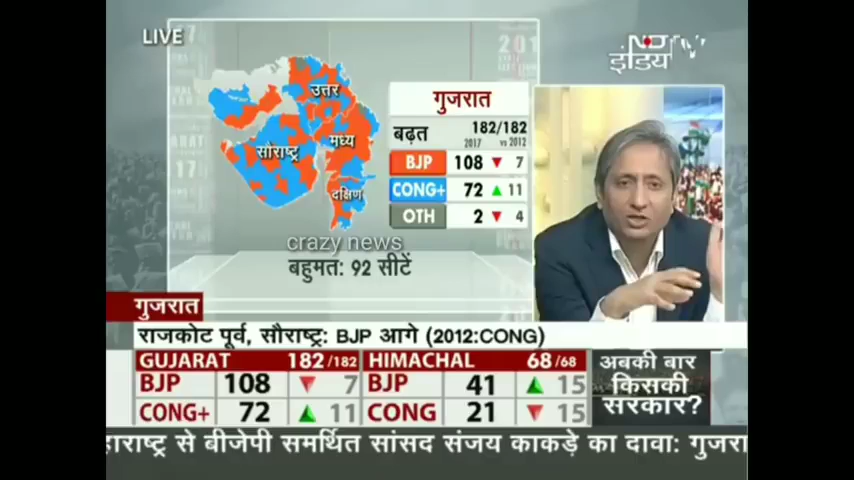 LIVE
NDTV
इंडिया
उत्तर
मध्य
सौराष्ट्र
दक्षिण
गुजरात
बढ़त 182/182
2017 vs 2012
BJP 108 ▼ 7
CONG+ 72 ▲ 11
OTH 2 ▼ 4
crazy news
बहुमत: 92 सीटें
गुजरात
राजकोट पूर्व, सौराष्ट्र: BJP आगे (2012:CONG)
GUJARAT 182/182
BJP 108 ▼ 7
CONG+ 72 ▲ 11
HIMACHAL 68/68
BJP 41 ▲ 15
CONG 21 ▼ 15
अबकी बार
किसकी
सरकार?
हाराष्ट्र से बीजेपी समर्थित सांसद संजय काकड़े का दावा: गुजरा